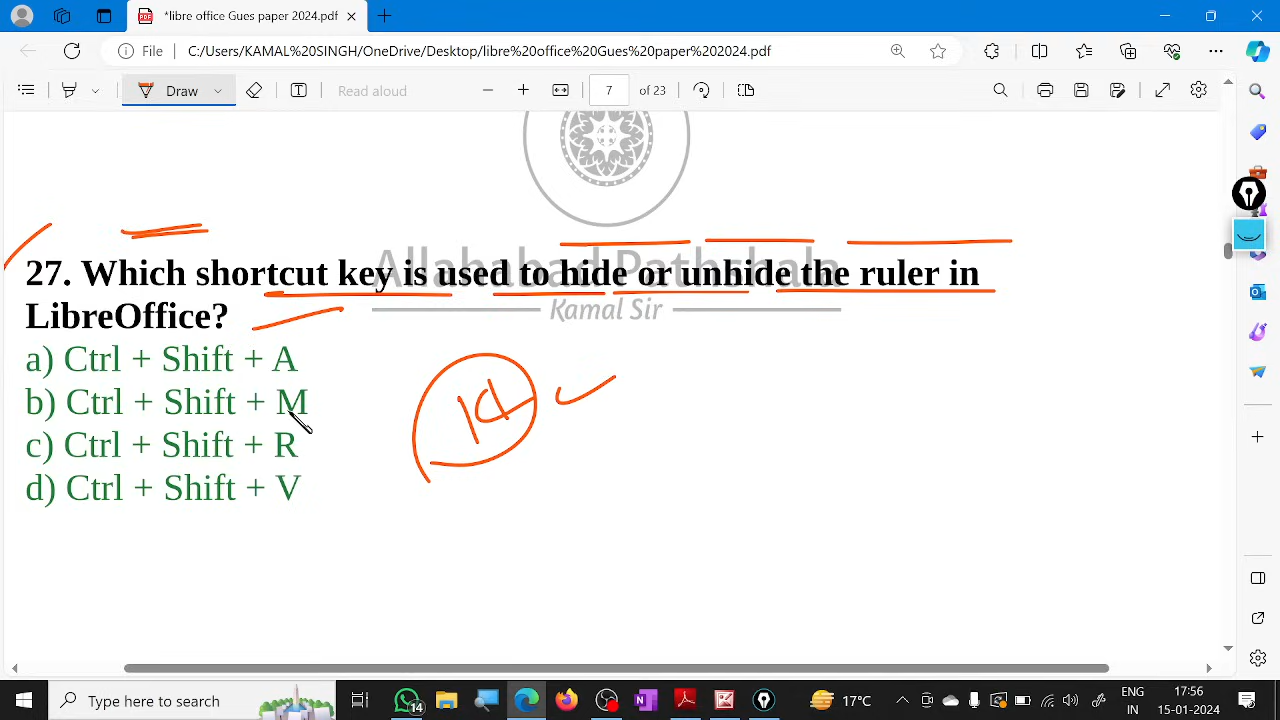 *libre office Gues paper 2024.pdf
File
C:/Users/KAMAL%20SINGH/OneDrive/Desktop/libre%20office%20Gues%20paper%202024.pdf
Draw
Read aloud
7
of 23
Allahabad Pathshala
Kamal Sir
27. Which shortcut key is used to hide or unhide the ruler in
LibreOffice?
a) Ctrl + Shift + A
b) Ctrl + Shift + M
c) Ctrl + Shift + R
d) Ctrl + Shift + V
Type here to search
14
17°C
ENG
IN
17:56
15-01-2024